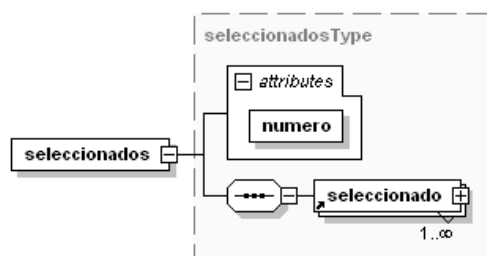 seleccionadosType
attributes
numero
seleccionados
seleccionado
1..∞